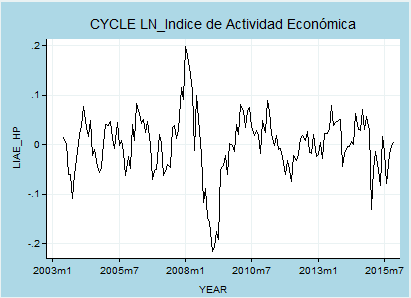 CYCLE LN_Indice de Actividad Económica
.2
.1
0
-.1
-.2
LIAE_HP
2003m1 2005m7 2008m1 2010m7 2013m1 2015m7
YEAR